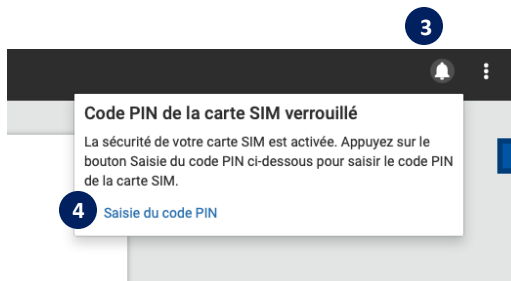 3
Code PIN de la carte SIM verrouillé
La sécurité de votre carte SIM est activée. Appuyez sur le
bouton Saisie du code PIN ci-dessous pour saisir le code PIN
de la carte SIM.
4 Saisie du code PIN